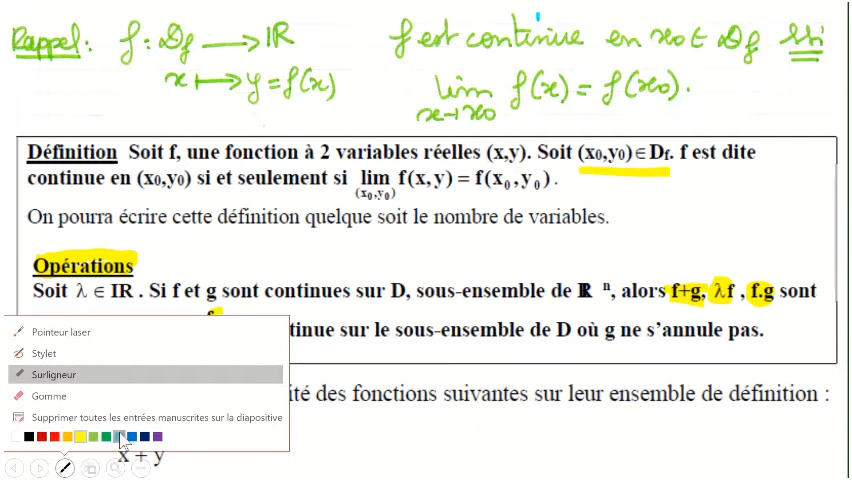 Rappel : f : Df → IR f est continue en x0 ∈ Df ssi
x ↦ y = f(x) lim f(x) = f(x0).
x→x0
Définition Soit f, une fonction à 2 variables réelles (x,y). Soit (x0,y0)∈Df. f est dite
continue en (x0,y0) si et seulement si lim f(x,y) = f(x0,y0).
(x0,y0)
On pourra écrire cette définition quelque soit le nombre de variables.
Opérations
Soit λ ∈ IR. Si f et g sont continues sur D, sous-ensemble de IR n, alors f+g, λf, f.g sont
f
tinue sur le sous-ensemble de D où g ne s’annule pas.
Pointeur laser
Stylet
Surligneur
Gomme
Supprimer toutes les entrées manuscrites sur la diapositive
ité des fonctions suivantes sur leur ensemble de définition :
x + y